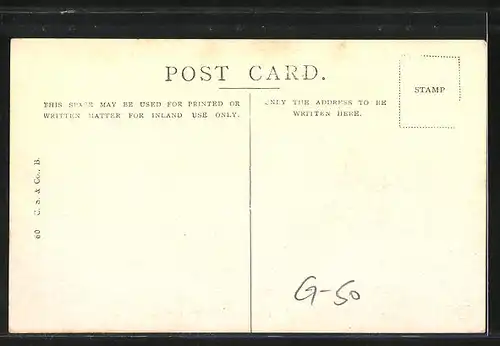 POST CARD.
THIS SPACE MAY BE USED FOR PRINTED OR
WRITTEN MATTER FOR INLAND USE ONLY.
ONLY THE ADDRESS TO BE
WRITTEN HERE.
STAMP
60 C. S. & Co., B.
G-50